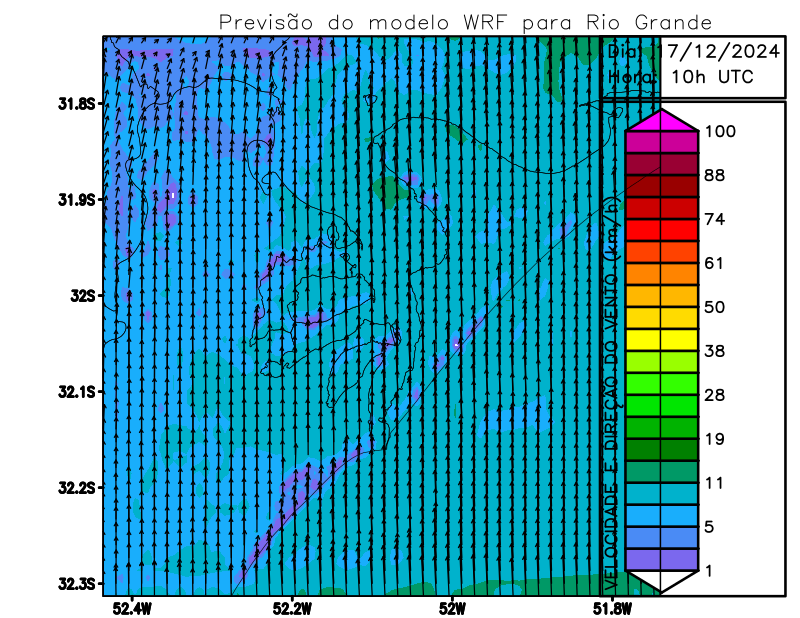 Previsão do modelo WRF para Rio Grande
Dia: 17/12/2024
Hora: 10h UTC
31.8S
31.9S
32S
32.1S
32.2S
32.3S
52.4W
52.2W
52W
51.8W
VELOCIDADE E DIREÇÃO DO VENTO (km/h)
100
88
74
61
50
38
28
19
11
5
1